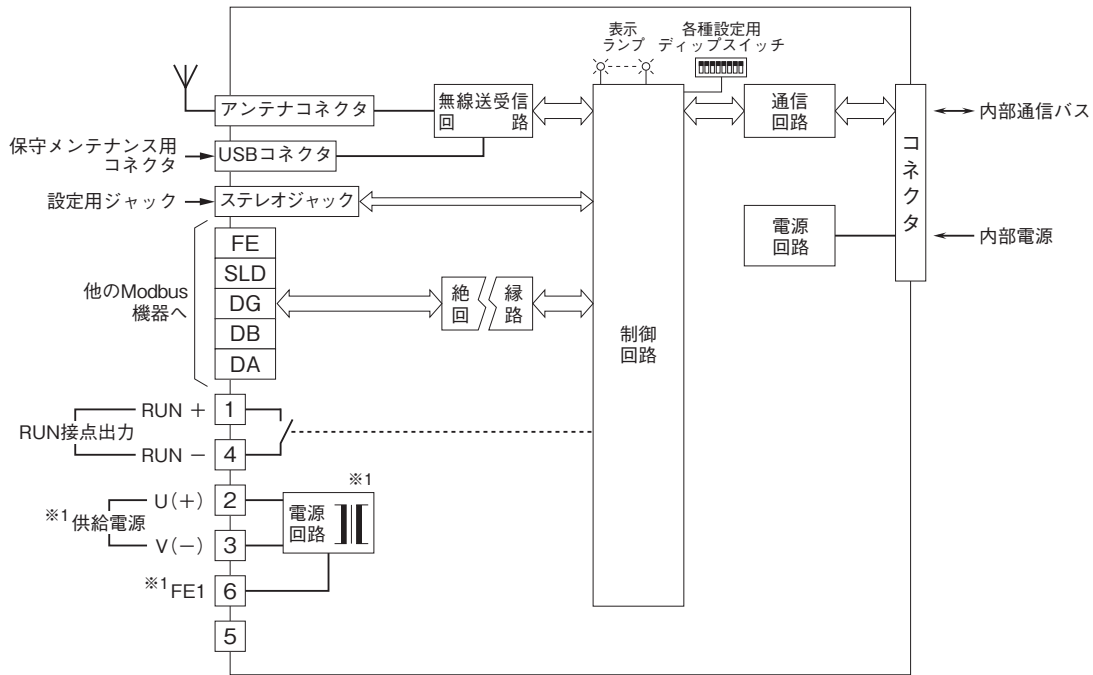 表示
ランプ
各種設定用
ディップスイッチ
アンテナコネクタ
無線送受信
回 路
通信
回路
内部通信バス
保守メンテナンス用
コネクタ
USBコネクタ
コネクタ
設定用ジャック
ステレオジャック
電源
回路
内部電源
他のModbus
機器へ
FE
SLD
DG
DB
DA
絶 縁
回 路
制御
回路
RUN接点出力
RUN + 1
RUN − 4
※1
※1 供給電源
U(+) 2
V(−) 3
電源
回路
※1 FE1 6
5